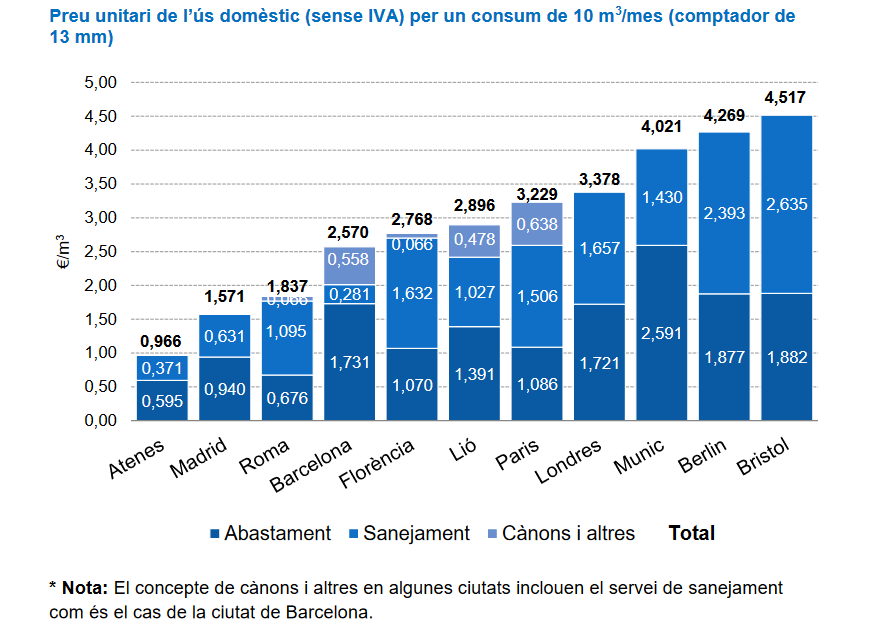 Preu unitari de l’ús domèstic (sense IVA) per un consum de 10 m³/mes (comptador de
13 mm)
€/m³
5,00
4,50
4,00
3,50
3,00
2,50
2,00
1,50
1,00
0,50
0,00
0,966
0,371
0,595
1,571
0,631
0,940
1,837
0,066
1,095
0,676
2,570
0,558
0,281
1,731
2,768
0,066
1,632
1,070
2,896
0,478
1,027
1,391
3,229
0,638
1,506
1,086
3,378
1,657
1,721
4,021
1,430
2,591
4,269
2,393
1,877
4,517
2,635
1,882
Atenes
Madrid
Roma
Barcelona
Florència
Lió
Paris
Londres
Munic
Berlin
Bristol
Abastament
Sanejament
Cànons i altres
Total
* Nota: El concepte de cànons i altres en algunes ciutats inclouen el servei de sanejament
com és el cas de la ciutat de Barcelona.